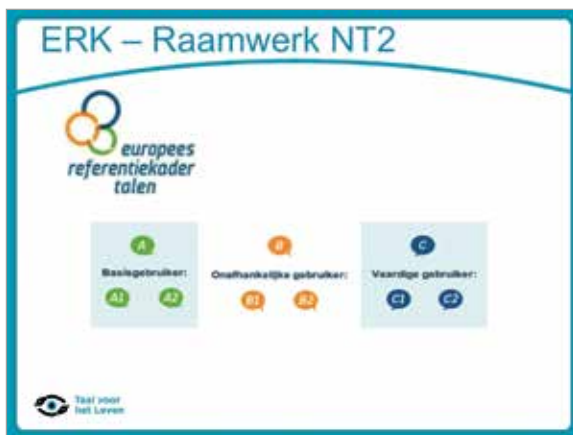 ERK – Raamwerk NT2
europees
referentiekader
talen
A
Basisgebruiker:
A1 A2
B
Onafhankelijke gebruiker:
B1 B2
C
Vaardige gebruiker:
C1 C2
Taal voor
het Leven